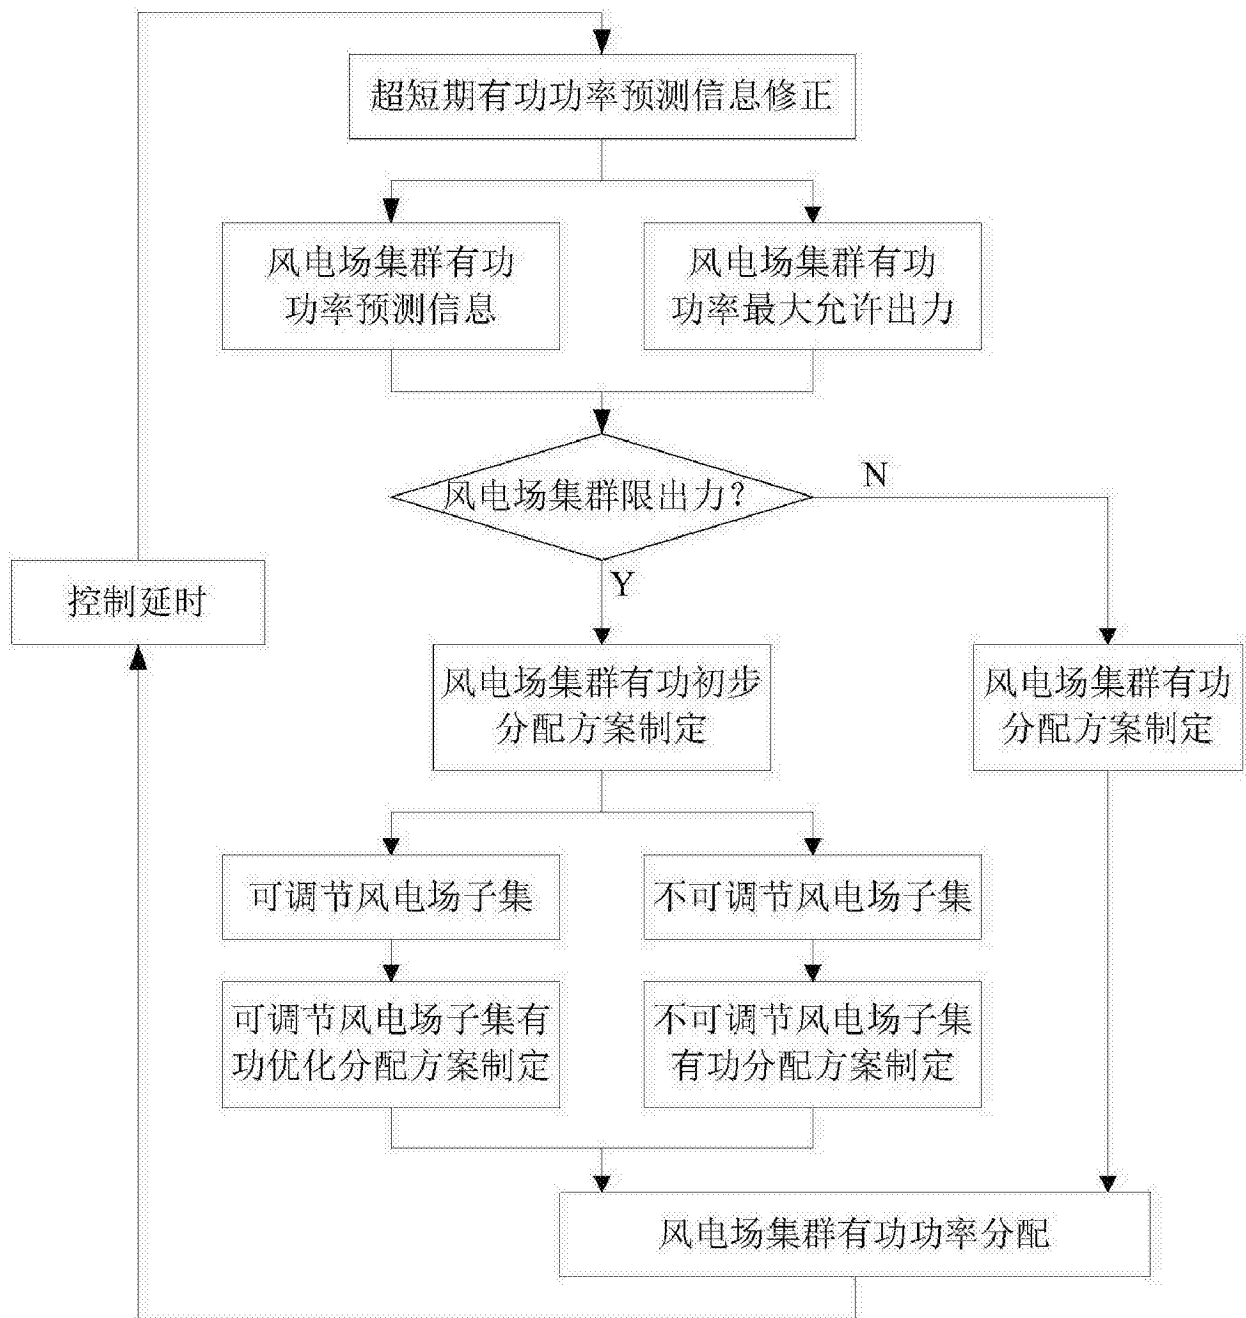 超短期有功功率预测信息修正
风电场集群有功
功率预测信息
风电场集群有功
功率最大允许出力
风电场集群限出力？
N
Y
控制延时
风电场集群有功初步
分配方案制定
风电场集群有功
分配方案制定
可调节风电场子集
不可调节风电场子集
可调节风电场子集有
功优化分配方案制定
不可调节风电场子集
有功分配方案制定
风电场集群有功功率分配